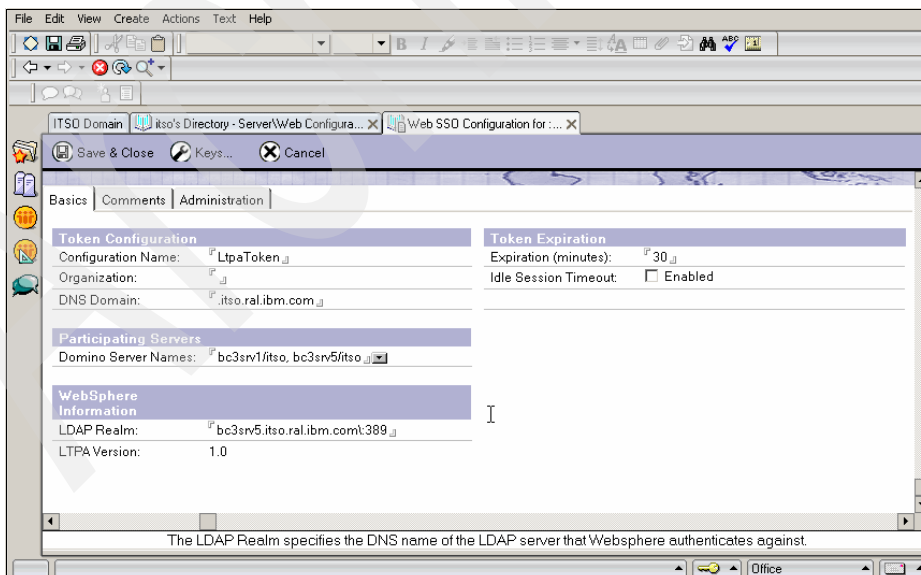 File Edit View Create Actions Text Help
B I
ITSO Domain itso's Directory - Server\Web Configura... Web SSO Configuration for :...
Save & Close Keys... Cancel
Basics Comments Administration
Token Configuration
Configuration Name: LtpaToken
Organization:
DNS Domain: .itso.ral.ibm.com
Token Expiration
Expiration (minutes): 30
Idle Session Timeout: Enabled
Participating Servers
Domino Server Names: bc3srv1/itso, bc3srv5/itso
WebSphere
Information
LDAP Realm: bc3srv5.itso.ral.ibm.com\:389
LTPA Version: 1.0
The LDAP Realm specifies the DNS name of the LDAP server that Websphere authenticates against.
Office